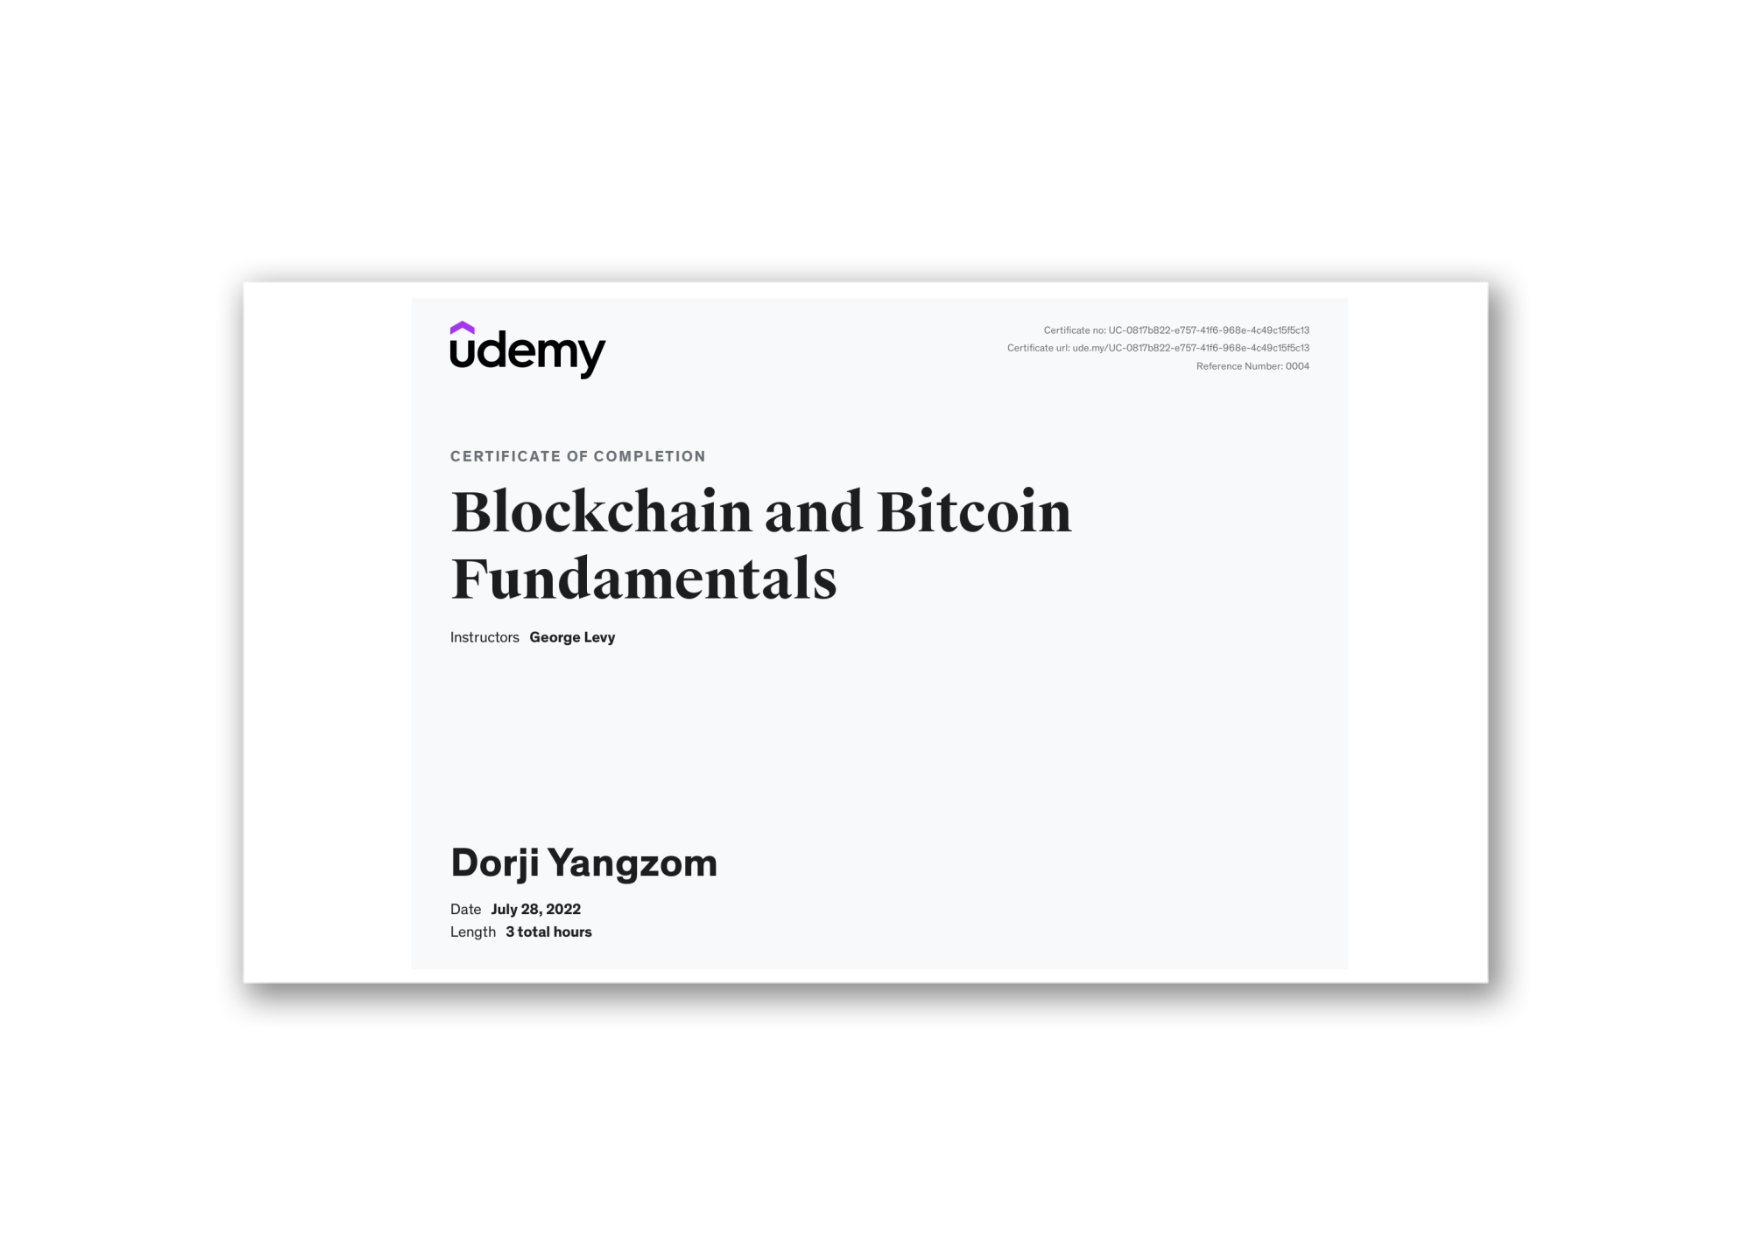 udemy
Certificate no: UC-0817b822-e757-41f6-968e-4c49c15f5c13
Certificate url: ude.my/UC-0817b822-e757-41f6-968e-4c49c15f5c13
Reference Number: 0004
CERTIFICATE OF COMPLETION
Blockchain and Bitcoin
Fundamentals
Instructors George Levy
Dorji Yangzom
Date July 28, 2022
Length 3 total hours